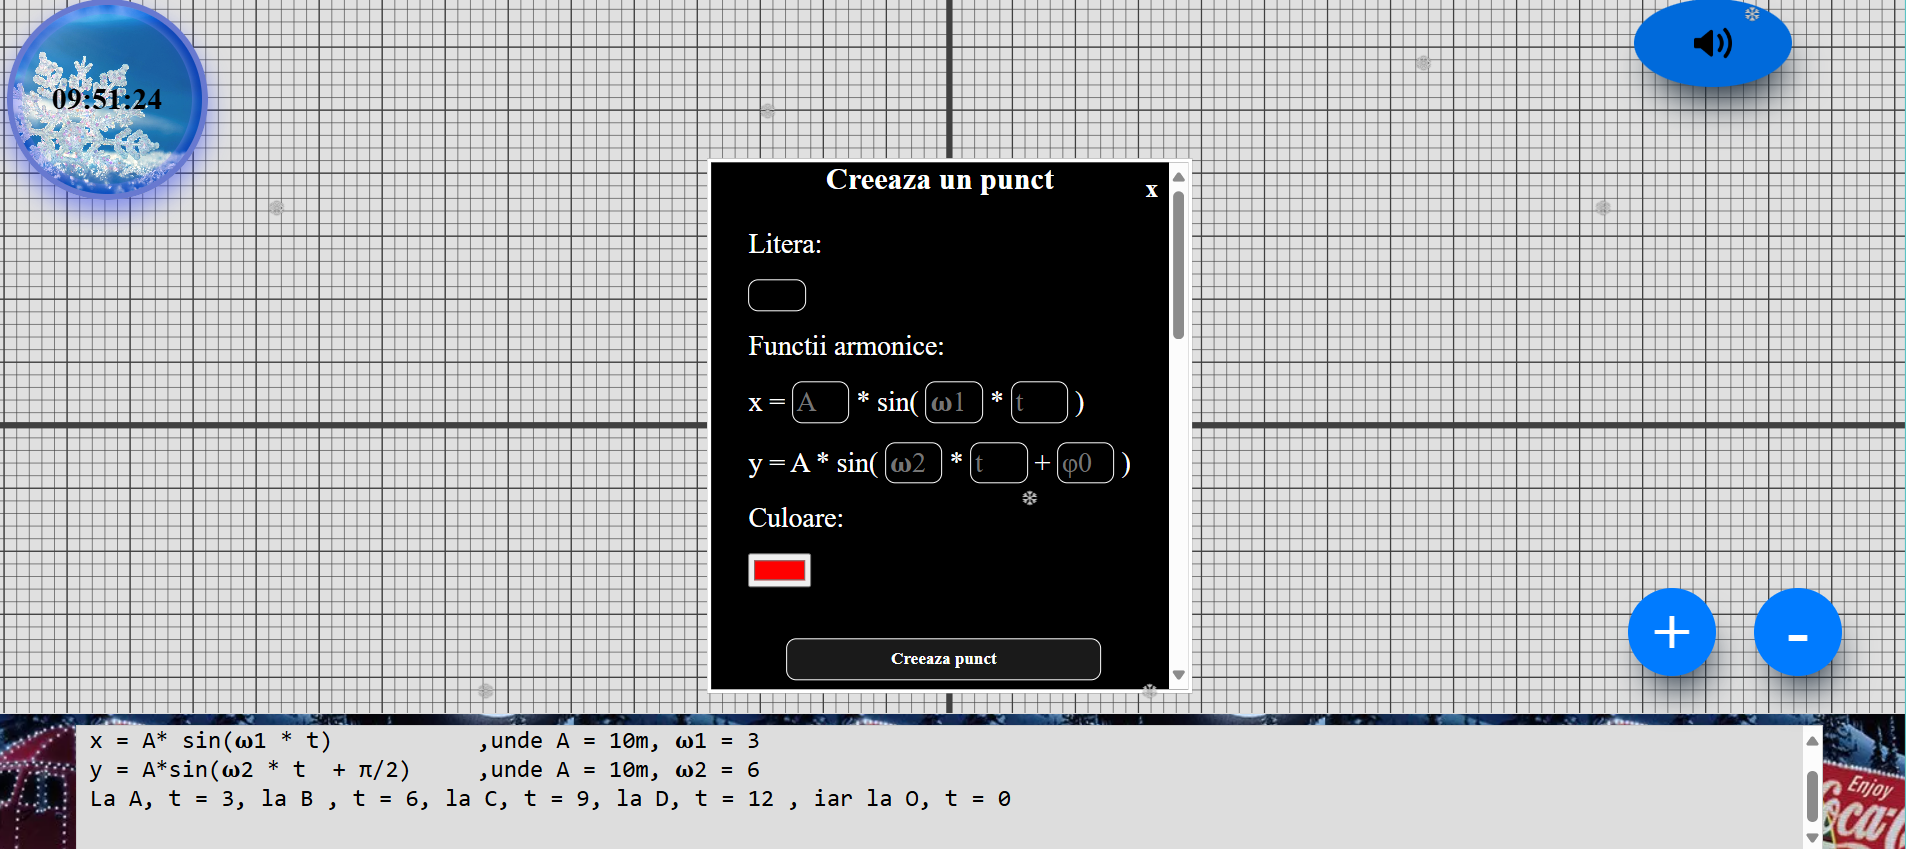 09:51:24
Creeaza un punct
x
Litera:
Functii armonice:
x = A * sin( ω1 * t )
y = A * sin( ω2 * t + φ0 )
Culoare:
Creeaza punct
+ -
x = A* sin(ω1 * t) ,unde A = 10m, ω1 = 3
y = A*sin(ω2 * t + π/2) ,unde A = 10m, ω2 = 6
La A, t = 3, la B , t = 6, la C, t = 9, la D, t = 12 , iar la O, t = 0
Enjoy